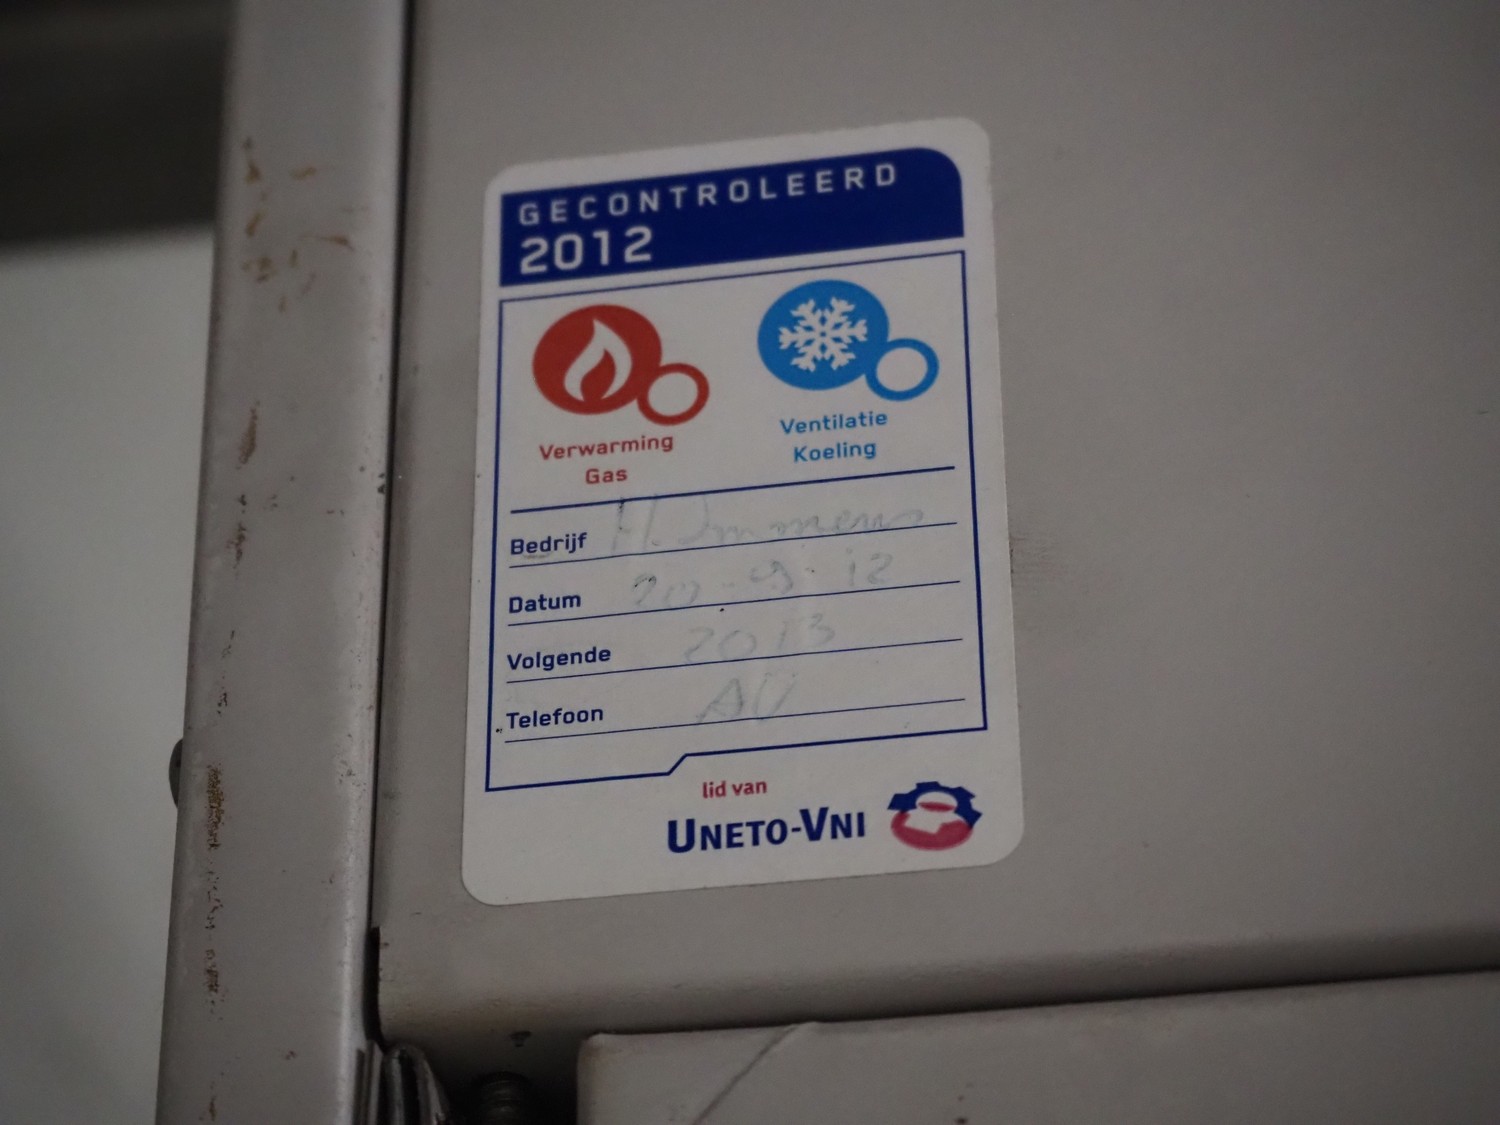 GECONTROLEERD
2012
Verwarming
Gas
Ventilatie
Koeling
Bedrijf
Datum 20-9-12
Volgende 2013
Telefoon
lid van
UNETO-VNI